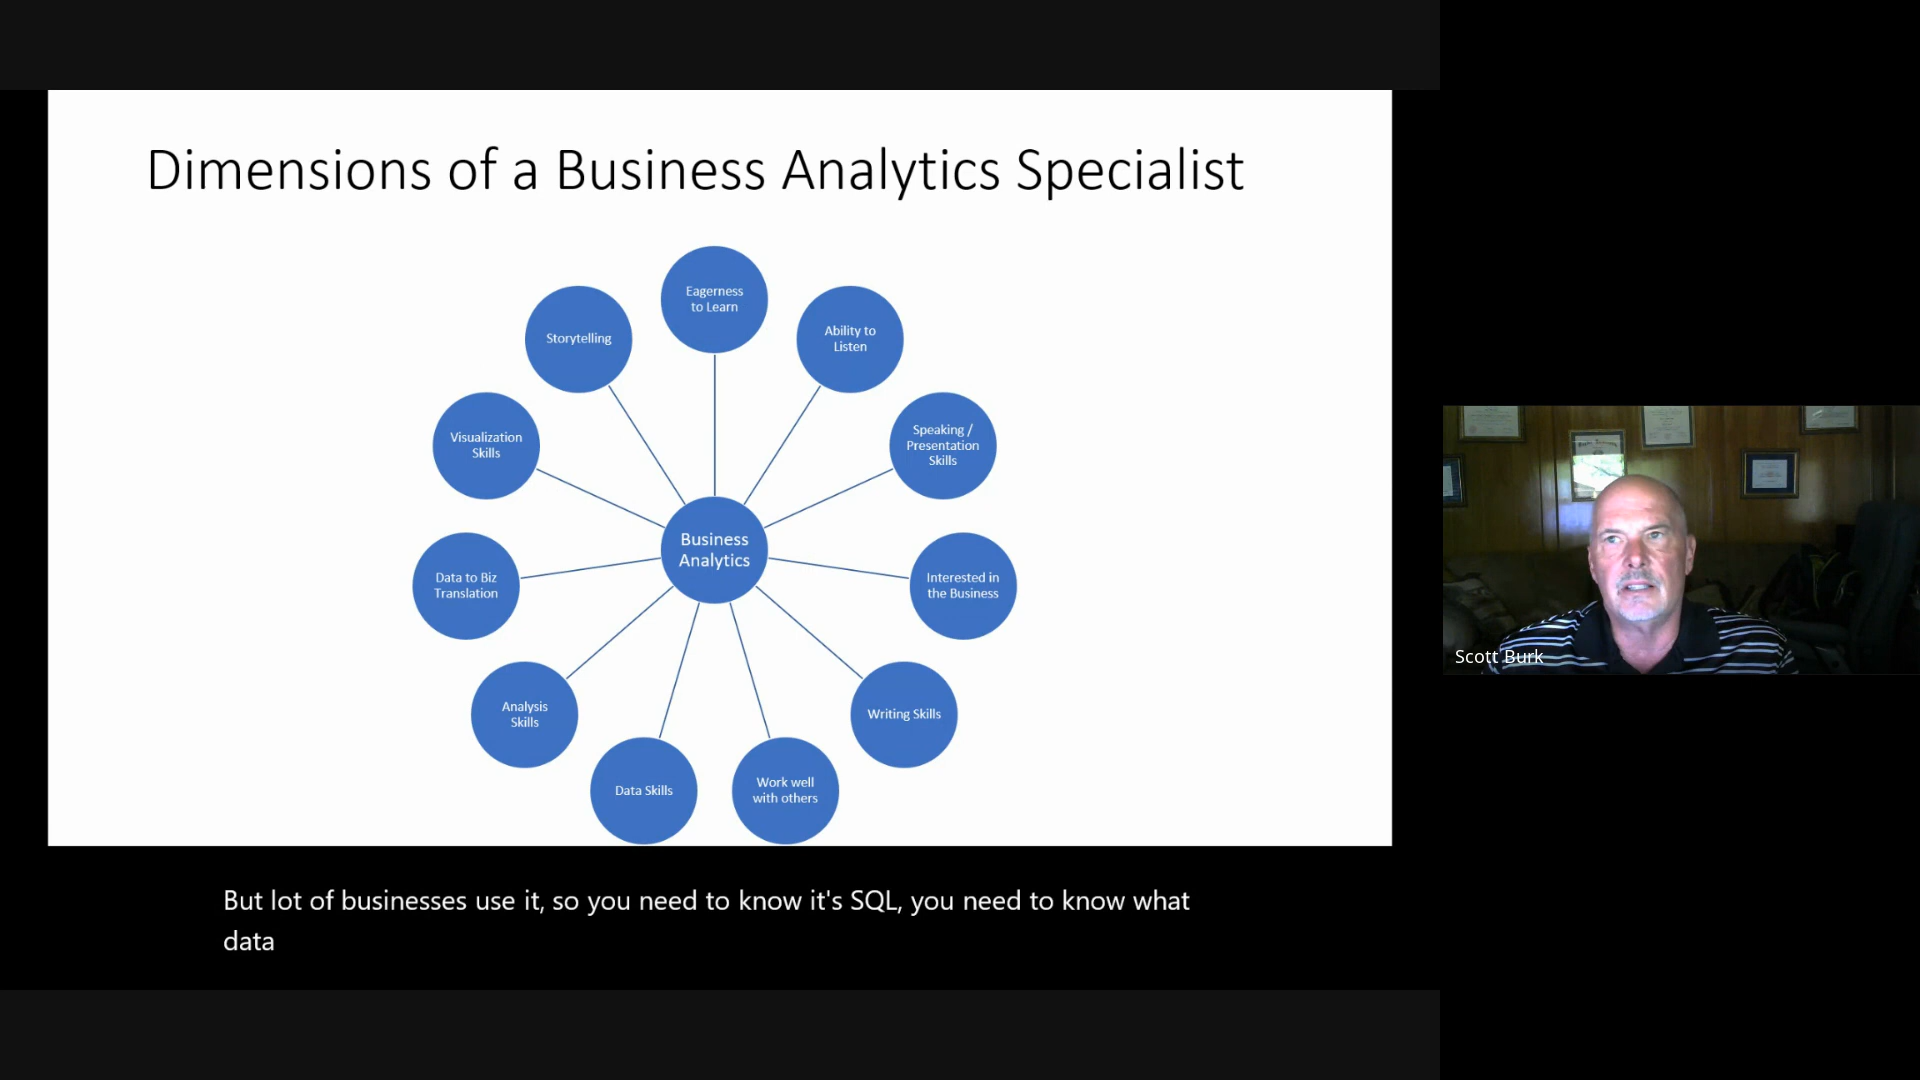 Dimensions of a Business Analytics Specialist
Eagerness
to Learn
Ability to
Listen
Storytelling
Speaking /
Presentation
Skills
Visualization
Skills
Business
Analytics
Interested in
the Business
Data to Biz
Translation
Writing Skills
Analysis
Skills
Work well
with others
Data Skills
Scott Burk
But lot of businesses use it, so you need to know it's SQL, you need to know what
data